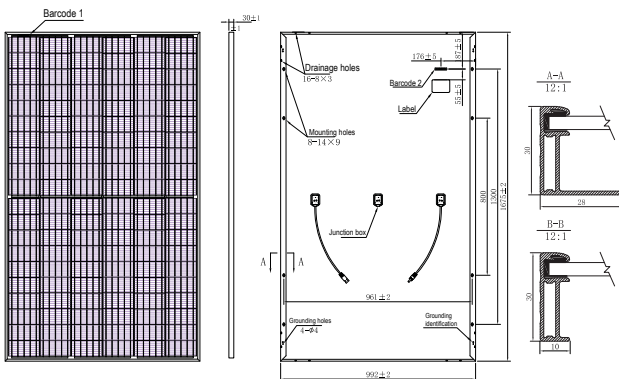 Barcode 1
30±1
±1
Drainage holes
16-8×3
Mounting holes
8-14×9
176±5
87±5
Barcode 2
Label
55±5
Junction box
800
1300
1675±2
A
A
961±2
Grounding holes
4-φ4
Grounding
identification
992±2
A-A
12:1
30
28
B-B
12:1
30
10